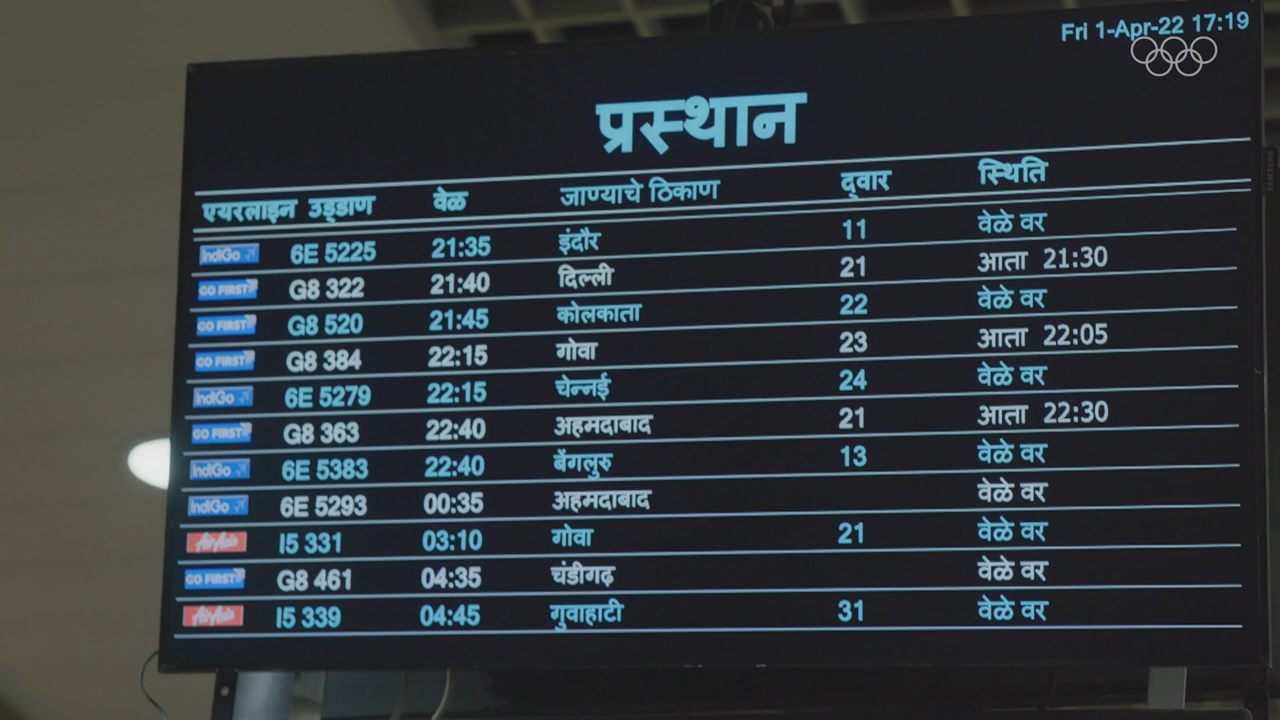 Fri 1-Apr-22 17:19
प्रस्थान
एयरलाइन उड्डाण वेळ जाण्याचे ठिकाण द्वार स्थिति
IndiGo 6E 5225 21:35 इंदौर 11 वेळे वर
GO FIRST G8 322 21:40 दिल्ली 21 आता 21:30
GO FIRST G8 520 21:45 कोलकाता 22 वेळे वर
GO FIRST G8 384 22:15 गोवा 23 आता 22:05
IndiGo 6E 5279 22:15 चेन्नई 24 वेळे वर
GO FIRST G8 363 22:40 अहमदाबाद 21 आता 22:30
IndiGo 6E 5383 22:40 बेंगलुरु 13 वेळे वर
IndiGo 6E 5293 00:35 अहमदाबाद वेळे वर
AirAsia I5 331 03:10 गोवा 21 वेळे वर
GO FIRST G8 461 04:35 चंडीगढ़ वेळे वर
AirAsia I5 339 04:45 गुवाहाटी 31 वेळे वर
SAMSUNG